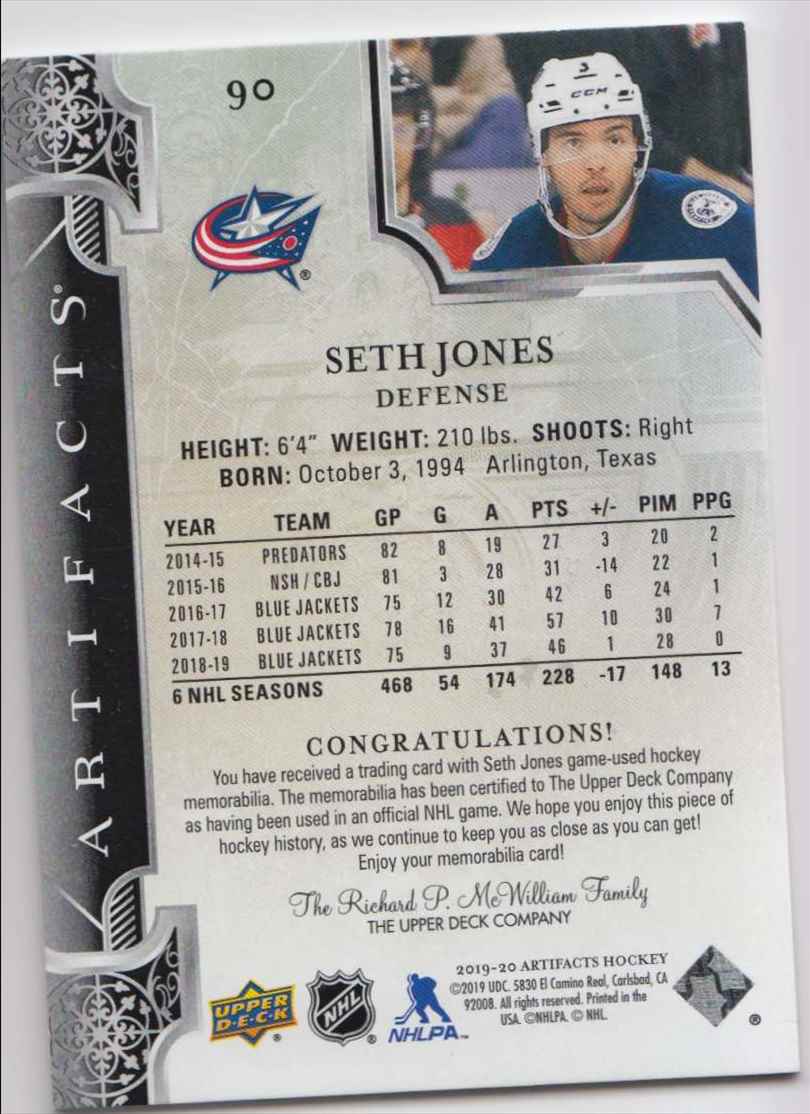 90
3
CCM
ARTIFACTS®
®
SETH JONES
DEFENSE
HEIGHT: 6'4" WEIGHT: 210 lbs. SHOOTS: Right
BORN: October 3, 1994 Arlington, Texas
YEAR TEAM GP G A PTS +/- PIM PPG
2014-15 PREDATORS 82 8 19 27 3 20 2
2015-16 NSH / CBJ 81 3 28 31 -14 22 1
2016-17 BLUE JACKETS 75 12 30 42 6 24 1
2017-18 BLUE JACKETS 78 16 41 57 10 30 7
2018-19 BLUE JACKETS 75 9 37 46 1 28 0
6 NHL SEASONS 468 54 174 228 -17 148 13
CONGRATULATIONS!
You have received a trading card with Seth Jones game-used hockey
memorabilia. The memorabilia has been certified to The Upper Deck Company
as having been used in an official NHL game. We hope you enjoy this piece of
hockey history, as we continue to keep you as close as you can get!
Enjoy your memorabilia card!
The Richard P. McWilliam Family
THE UPPER DECK COMPANY
UPPER DECK®
NHL®
NHLPA™
2019-20 ARTIFACTS HOCKEY
©2019 UDC. 5830 El Camino Real, Carlsbad, CA
92008. All rights reserved. Printed in the
USA. ©NHLPA. © NHL.
®